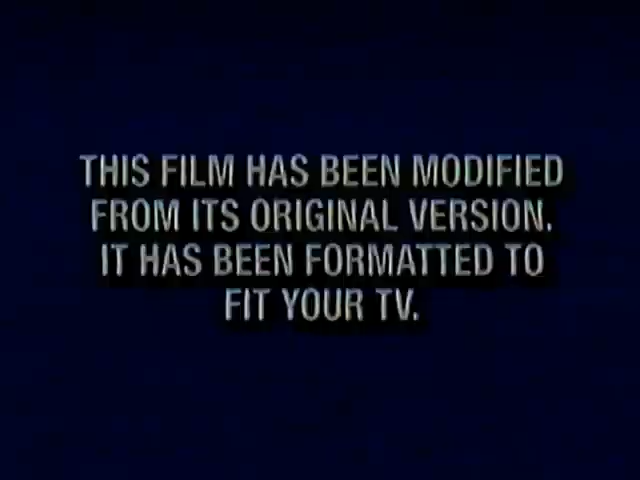 THIS FILM HAS BEEN MODIFIED
FROM ITS ORIGINAL VERSION.
IT HAS BEEN FORMATTED TO
FIT YOUR TV.